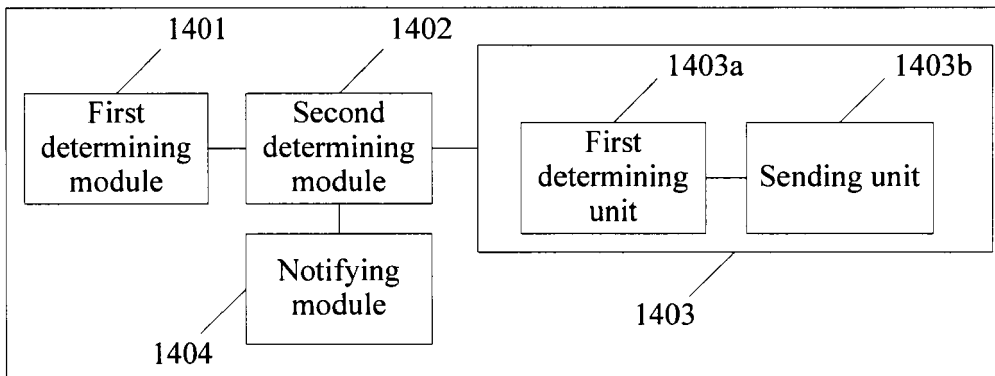 1401
1402
1403a
1403b
First
determining
module
Second
determining
module
First
determining
unit
Sending unit
Notifying
module
1403
1404